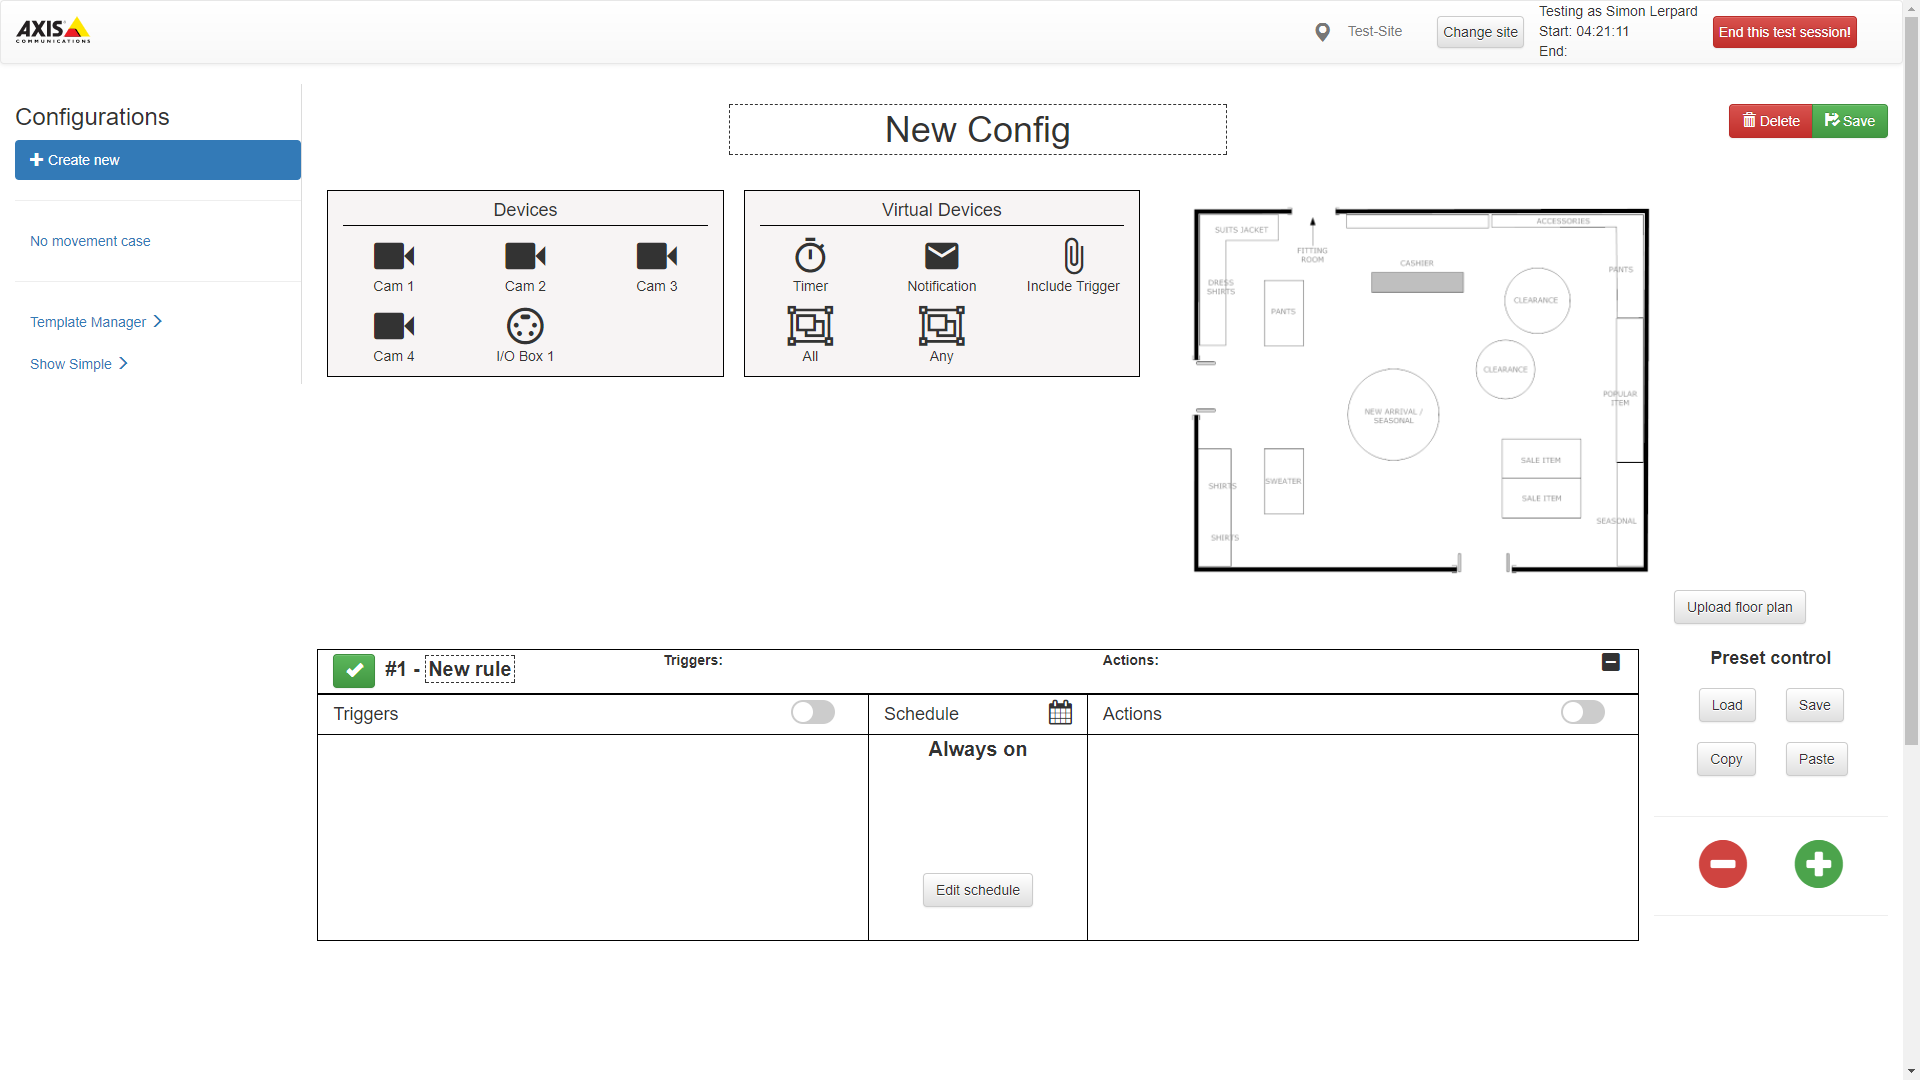 AXIS
COMMUNICATIONS
Test-Site
Change site
Testing as Simon Lerpard
Start: 04:21:11
End:
End this test session!
Configurations
Create new
No movement case
Template Manager
Show Simple
New Config
Delete
Save
Devices
Cam 1
Cam 2
Cam 3
Cam 4
I/O Box 1
Virtual Devices
Timer
Notification
Include Trigger
All
Any
SUITS JACKET
FITTING
ROOM
ACCESSORIES
CASHIER
PANTS
DRESS
SHIRTS
PANTS
CLEARANCE
CLEARANCE
NEW ARRIVAL /
SEASONAL
POPULAR
ITEM
SHIRTS
SWEATER
SALE ITEM
SALE ITEM
SEASONAL
SHIRTS
Upload floor plan
#1 - New rule
Triggers:
Actions:
Triggers
Schedule
Actions
Always on
Edit schedule
Preset control
Load
Save
Copy
Paste